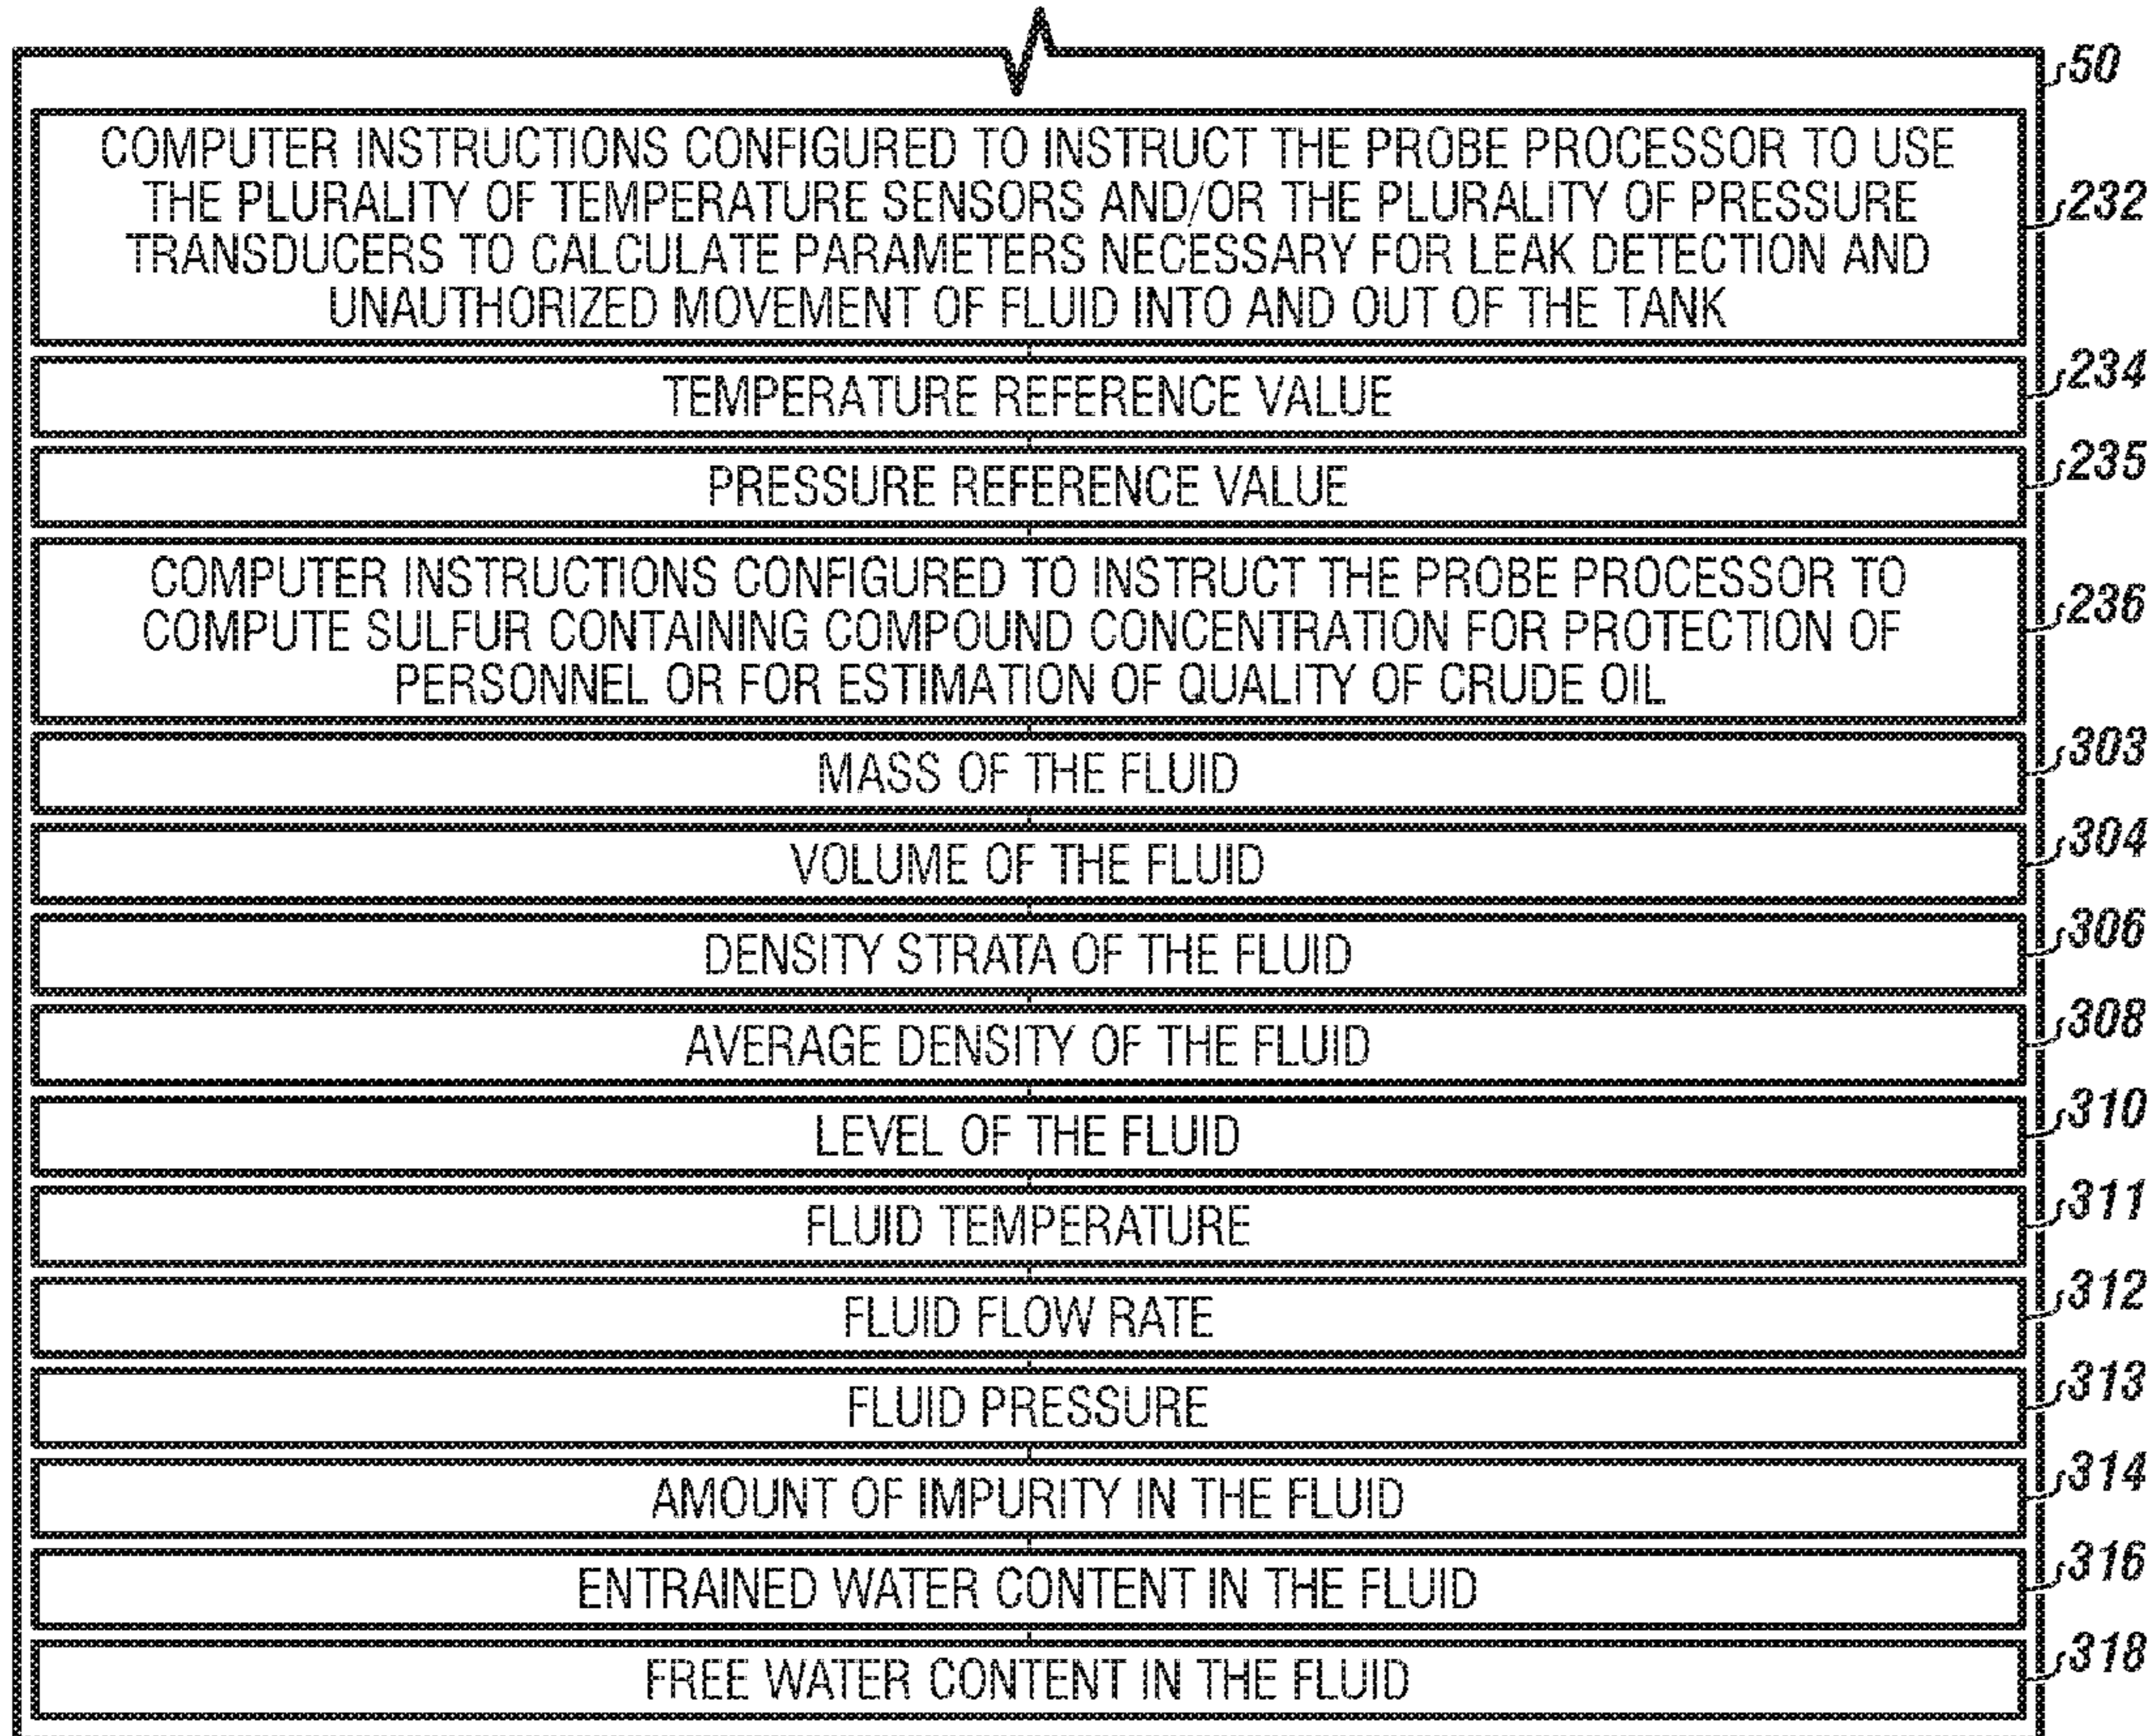 50
COMPUTER INSTRUCTIONS CONFIGURED TO INSTRUCT THE PROBE PROCESSOR TO USE
THE PLURALITY OF TEMPERATURE SENSORS AND/OR THE PLURALITY OF PRESSURE
TRANSDUCERS TO CALCULATE PARAMETERS NECESSARY FOR LEAK DETECTION AND
UNAUTHORIZED MOVEMENT OF FLUID INTO AND OUT OF THE TANK
232
TEMPERATURE REFERENCE VALUE
234
PRESSURE REFERENCE VALUE
235
COMPUTER INSTRUCTIONS CONFIGURED TO INSTRUCT THE PROBE PROCESSOR TO
COMPUTE SULFUR CONTAINING COMPOUND CONCENTRATION FOR PROTECTION OF
PERSONNEL OR FOR ESTIMATION OF QUALITY OF CRUDE OIL
236
MASS OF THE FLUID
303
VOLUME OF THE FLUID
304
DENSITY STRATA OF THE FLUID
306
AVERAGE DENSITY OF THE FLUID
308
LEVEL OF THE FLUID
310
FLUID TEMPERATURE
311
FLUID FLOW RATE
312
FLUID PRESSURE
313
AMOUNT OF IMPURITY IN THE FLUID
314
ENTRAINED WATER CONTENT IN THE FLUID
316
FREE WATER CONTENT IN THE FLUID
318